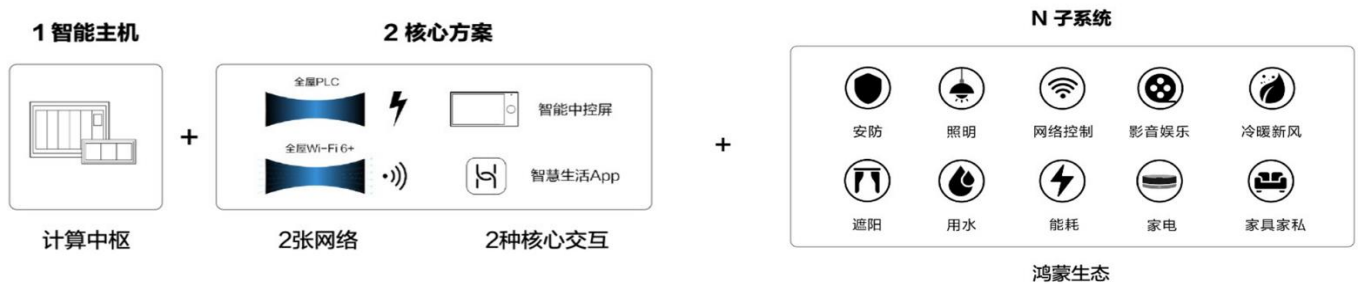 1 智能主机
2 核心方案
N 子系统
全屋PLC
智能中控屏
全屋Wi-Fi 6+
智慧生活App
安防
照明
网络控制
影音娱乐
冷暖新风
遮阳
用水
能耗
家电
家具家私
+
+
计算中枢
2张网络
2种核心交互
鸿蒙生态